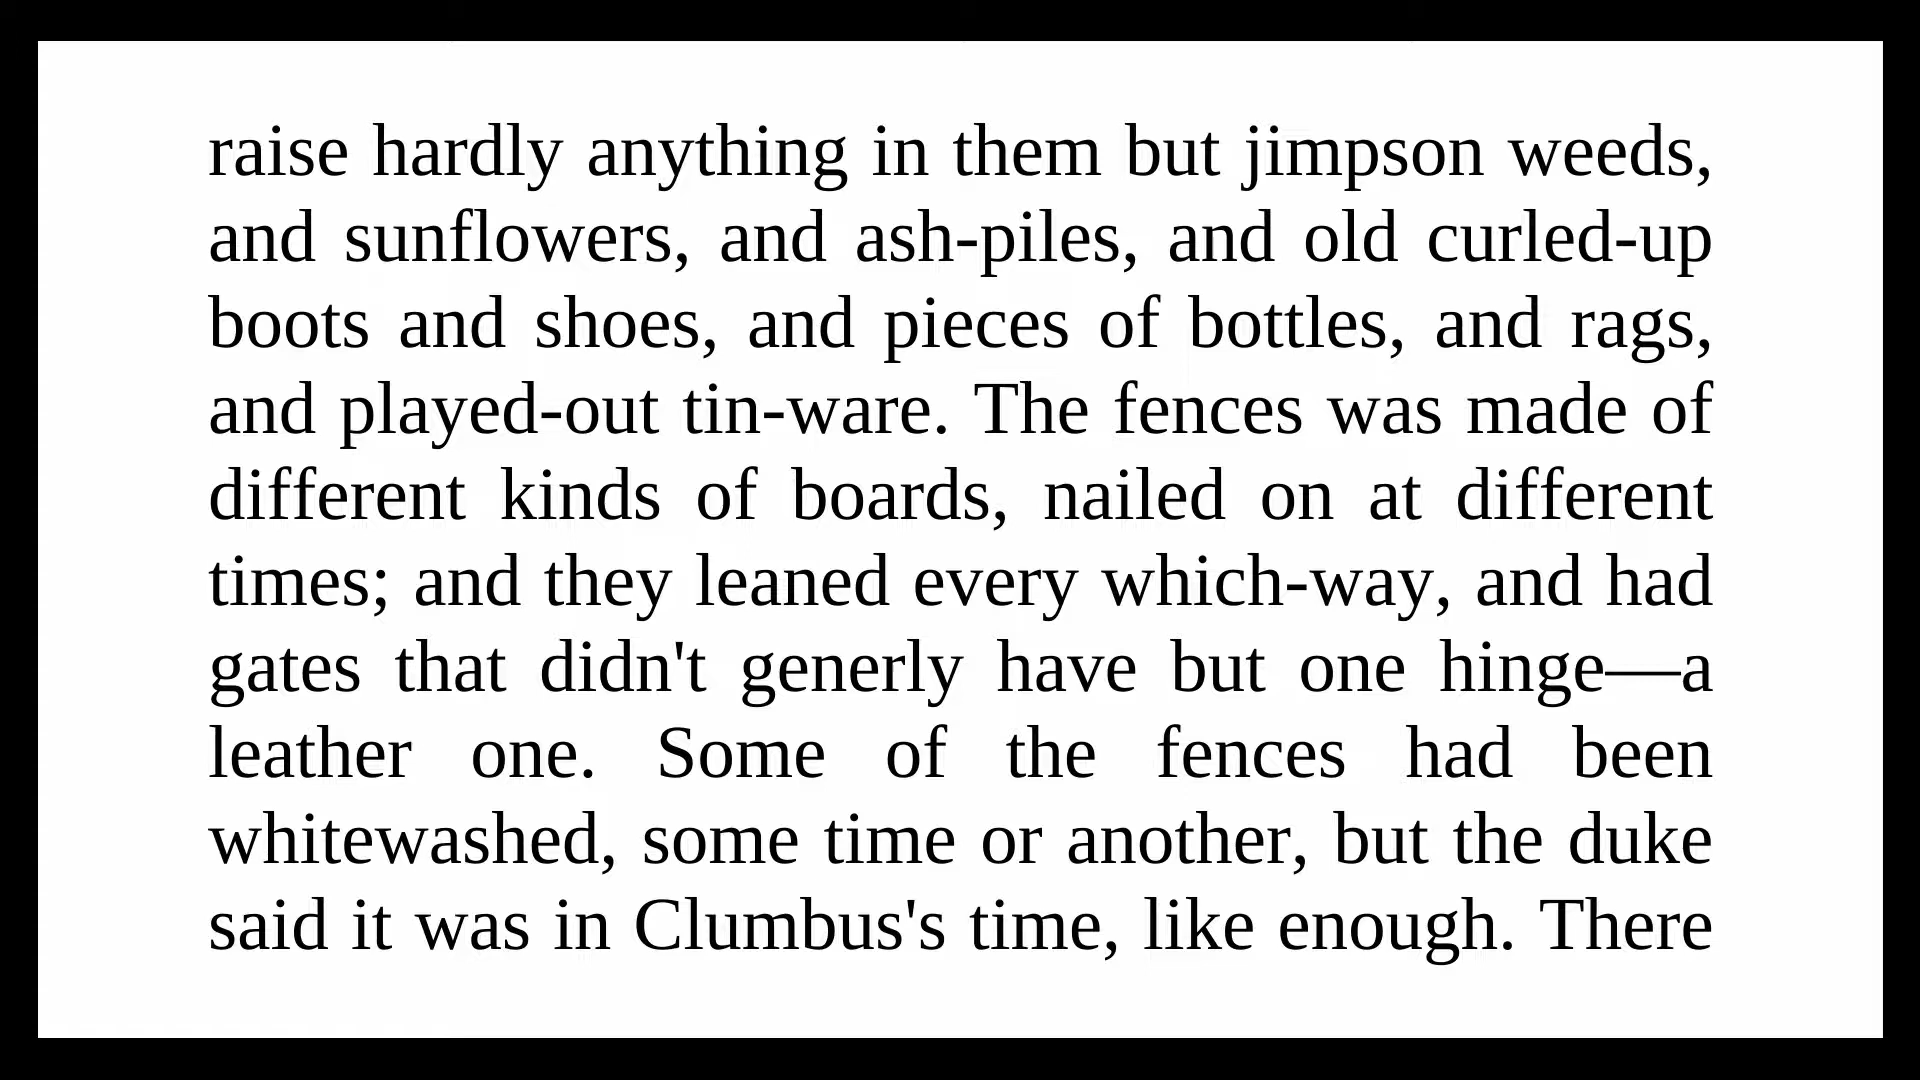 raise hardly anything in them but jimpson weeds,
and sunflowers, and ash-piles, and old curled-up
boots and shoes, and pieces of bottles, and rags,
and played-out tin-ware. The fences was made of
different kinds of boards, nailed on at different
times; and they leaned every which-way, and had
gates that didn't generly have but one hinge—a
leather one. Some of the fences had been
whitewashed, some time or another, but the duke
said it was in Clumbus's time, like enough. There